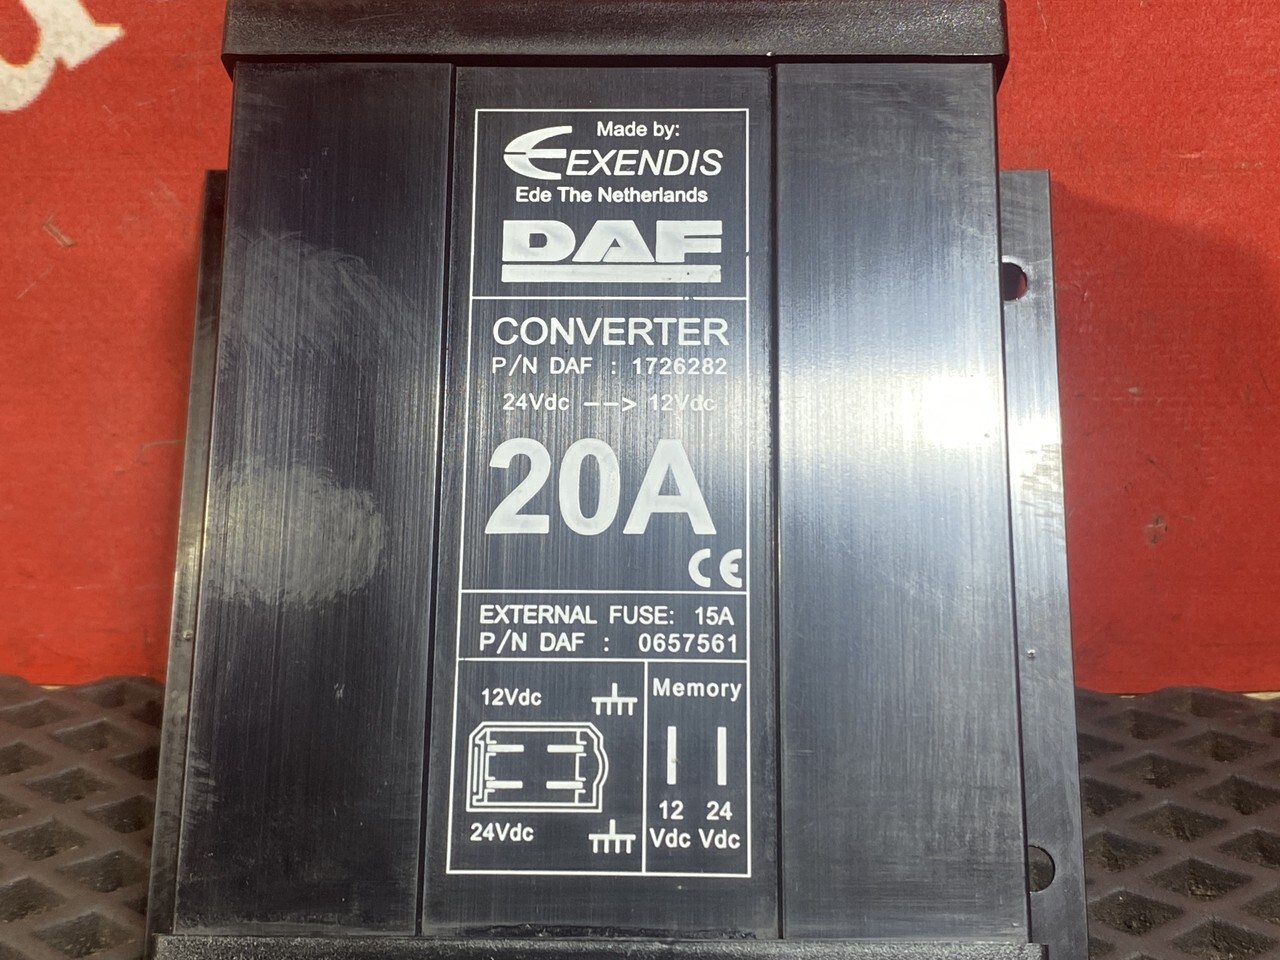 Made by:
EXENDIS
Ede The Netherlands
DAF
CONVERTER
P/N DAF : 1726282
24Vdc --> 12Vdc
20A
CE
EXTERNAL FUSE: 15A
P/N DAF : 0657561
12Vdc
24Vdc
Memory
12 24
Vdc Vdc